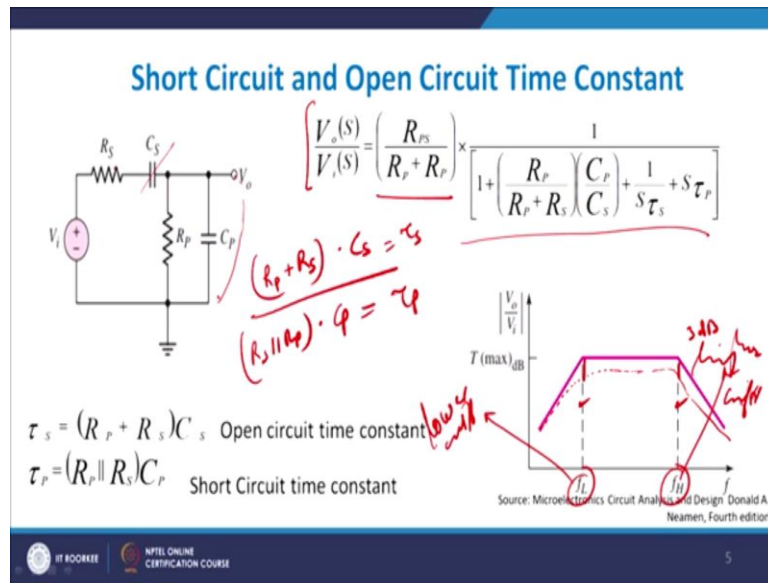 Short Circuit and Open Circuit Time Constant
R_S C_S
V_o
V_i R_P C_P
V_o(S) / V_i(S) = (R_PS / (R_P + R_P)) × 1 / [1 + (R_P / (R_P + R_S)) (C_P / C_S) + 1 / (Sτ_S) + Sτ_P]
(R_P + R_S) · C_S = τ_S
(R_S || R_P) · C_P = τ_P
|V_o / V_i|
T (max)_dB
3dB
higher
cutoff
lower
cutoff
f_L f_H f
τ_S = (R_P + R_S)C_S Open circuit time constant
τ_P = (R_P || R_S)C_P Short Circuit time constant
Source: Microelectronics Circuit Analysis and Design Donald A
Neamen, Fourth edition
IIT ROORKEE NPTEL ONLINE
CERTIFICATION COURSE
5